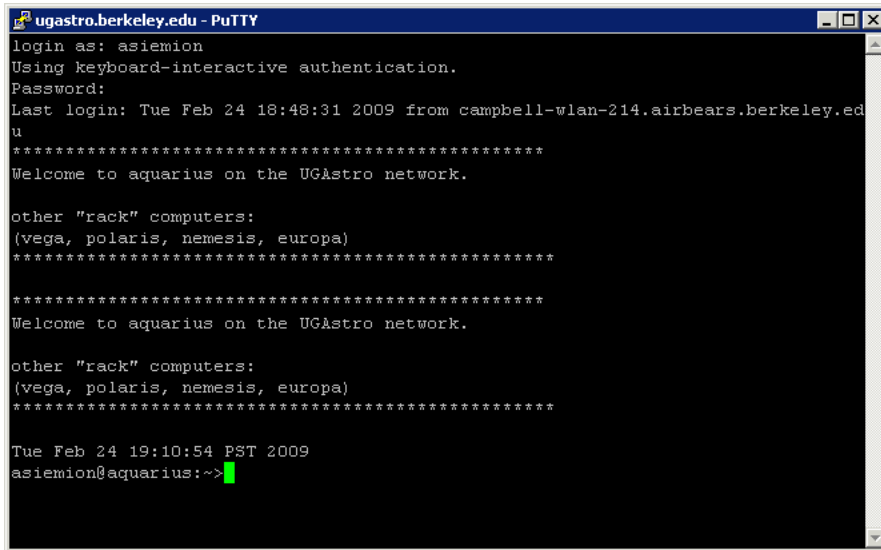 ugastro.berkeley.edu - PuTTY
login as: asiemion
Using keyboard-interactive authentication.
Password:
Last login: Tue Feb 24 18:48:31 2009 from campbell-wlan-214.airbears.berkeley.ed
u
**************************************************
Welcome to aquarius on the UGAstro network.
other "rack" computers:
(vega, polaris, nemesis, europa)
***************************************************
**************************************************
Welcome to aquarius on the UGAstro network.
other "rack" computers:
(vega, polaris, nemesis, europa)
***************************************************
Tue Feb 24 19:10:54 PST 2009
asiemion@aquarius:~>